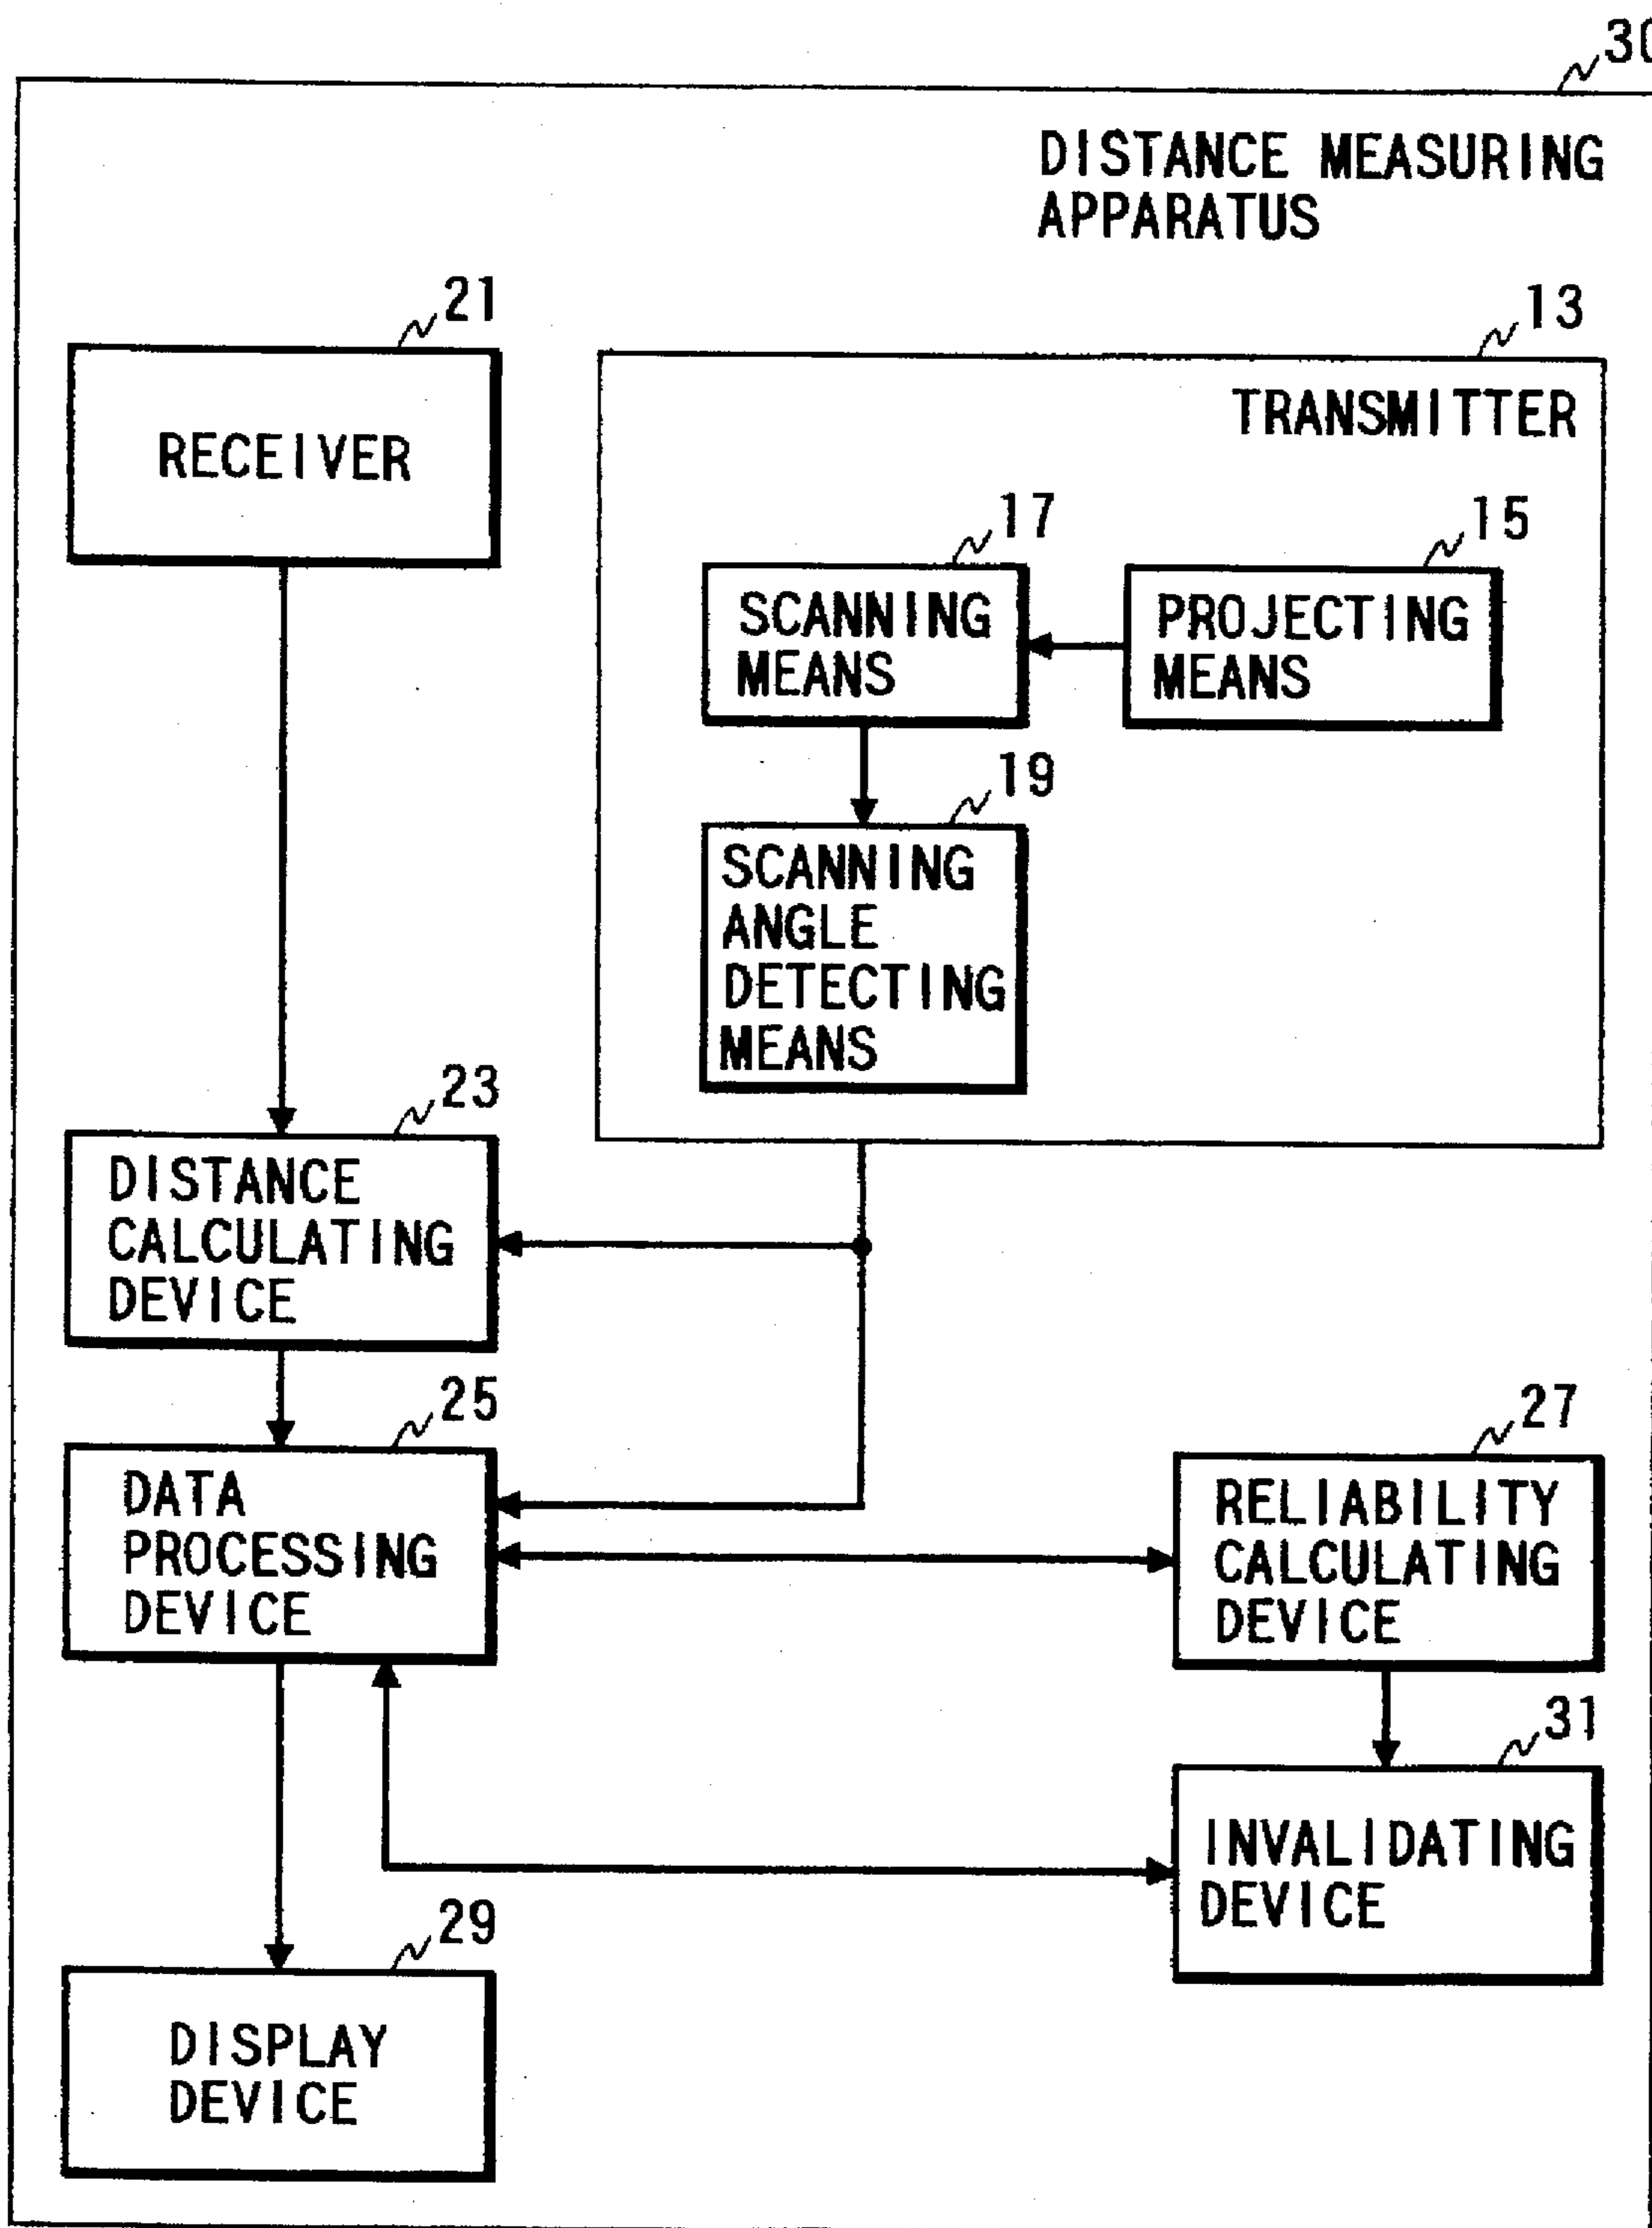 30
DISTANCE MEASURING
APPARATUS
21
RECEIVER
13
TRANSMITTER
17
SCANNING
MEANS
15
PROJECTING
MEANS
19
SCANNING
ANGLE
DETECTING
MEANS
23
DISTANCE
CALCULATING
DEVICE
25
DATA
PROCESSING
DEVICE
27
RELIABILITY
CALCULATING
DEVICE
31
INVALIDATING
DEVICE
29
DISPLAY
DEVICE